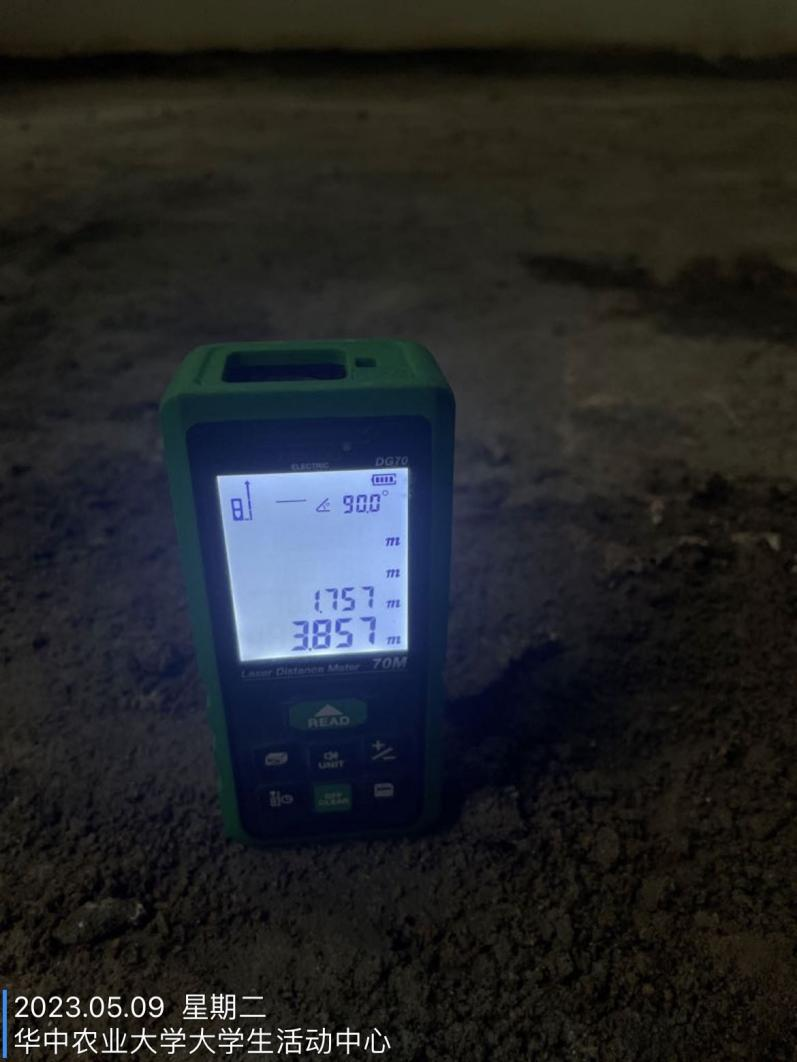 ELECTRIC
DG70
90.0°
m
m
1.757 m
3.857 m
Laser Distance Meter 70M
READ
UNIT
+/-
OFF
CLEAR
2023.05.09 星期二
华中农业大学大学生活动中心